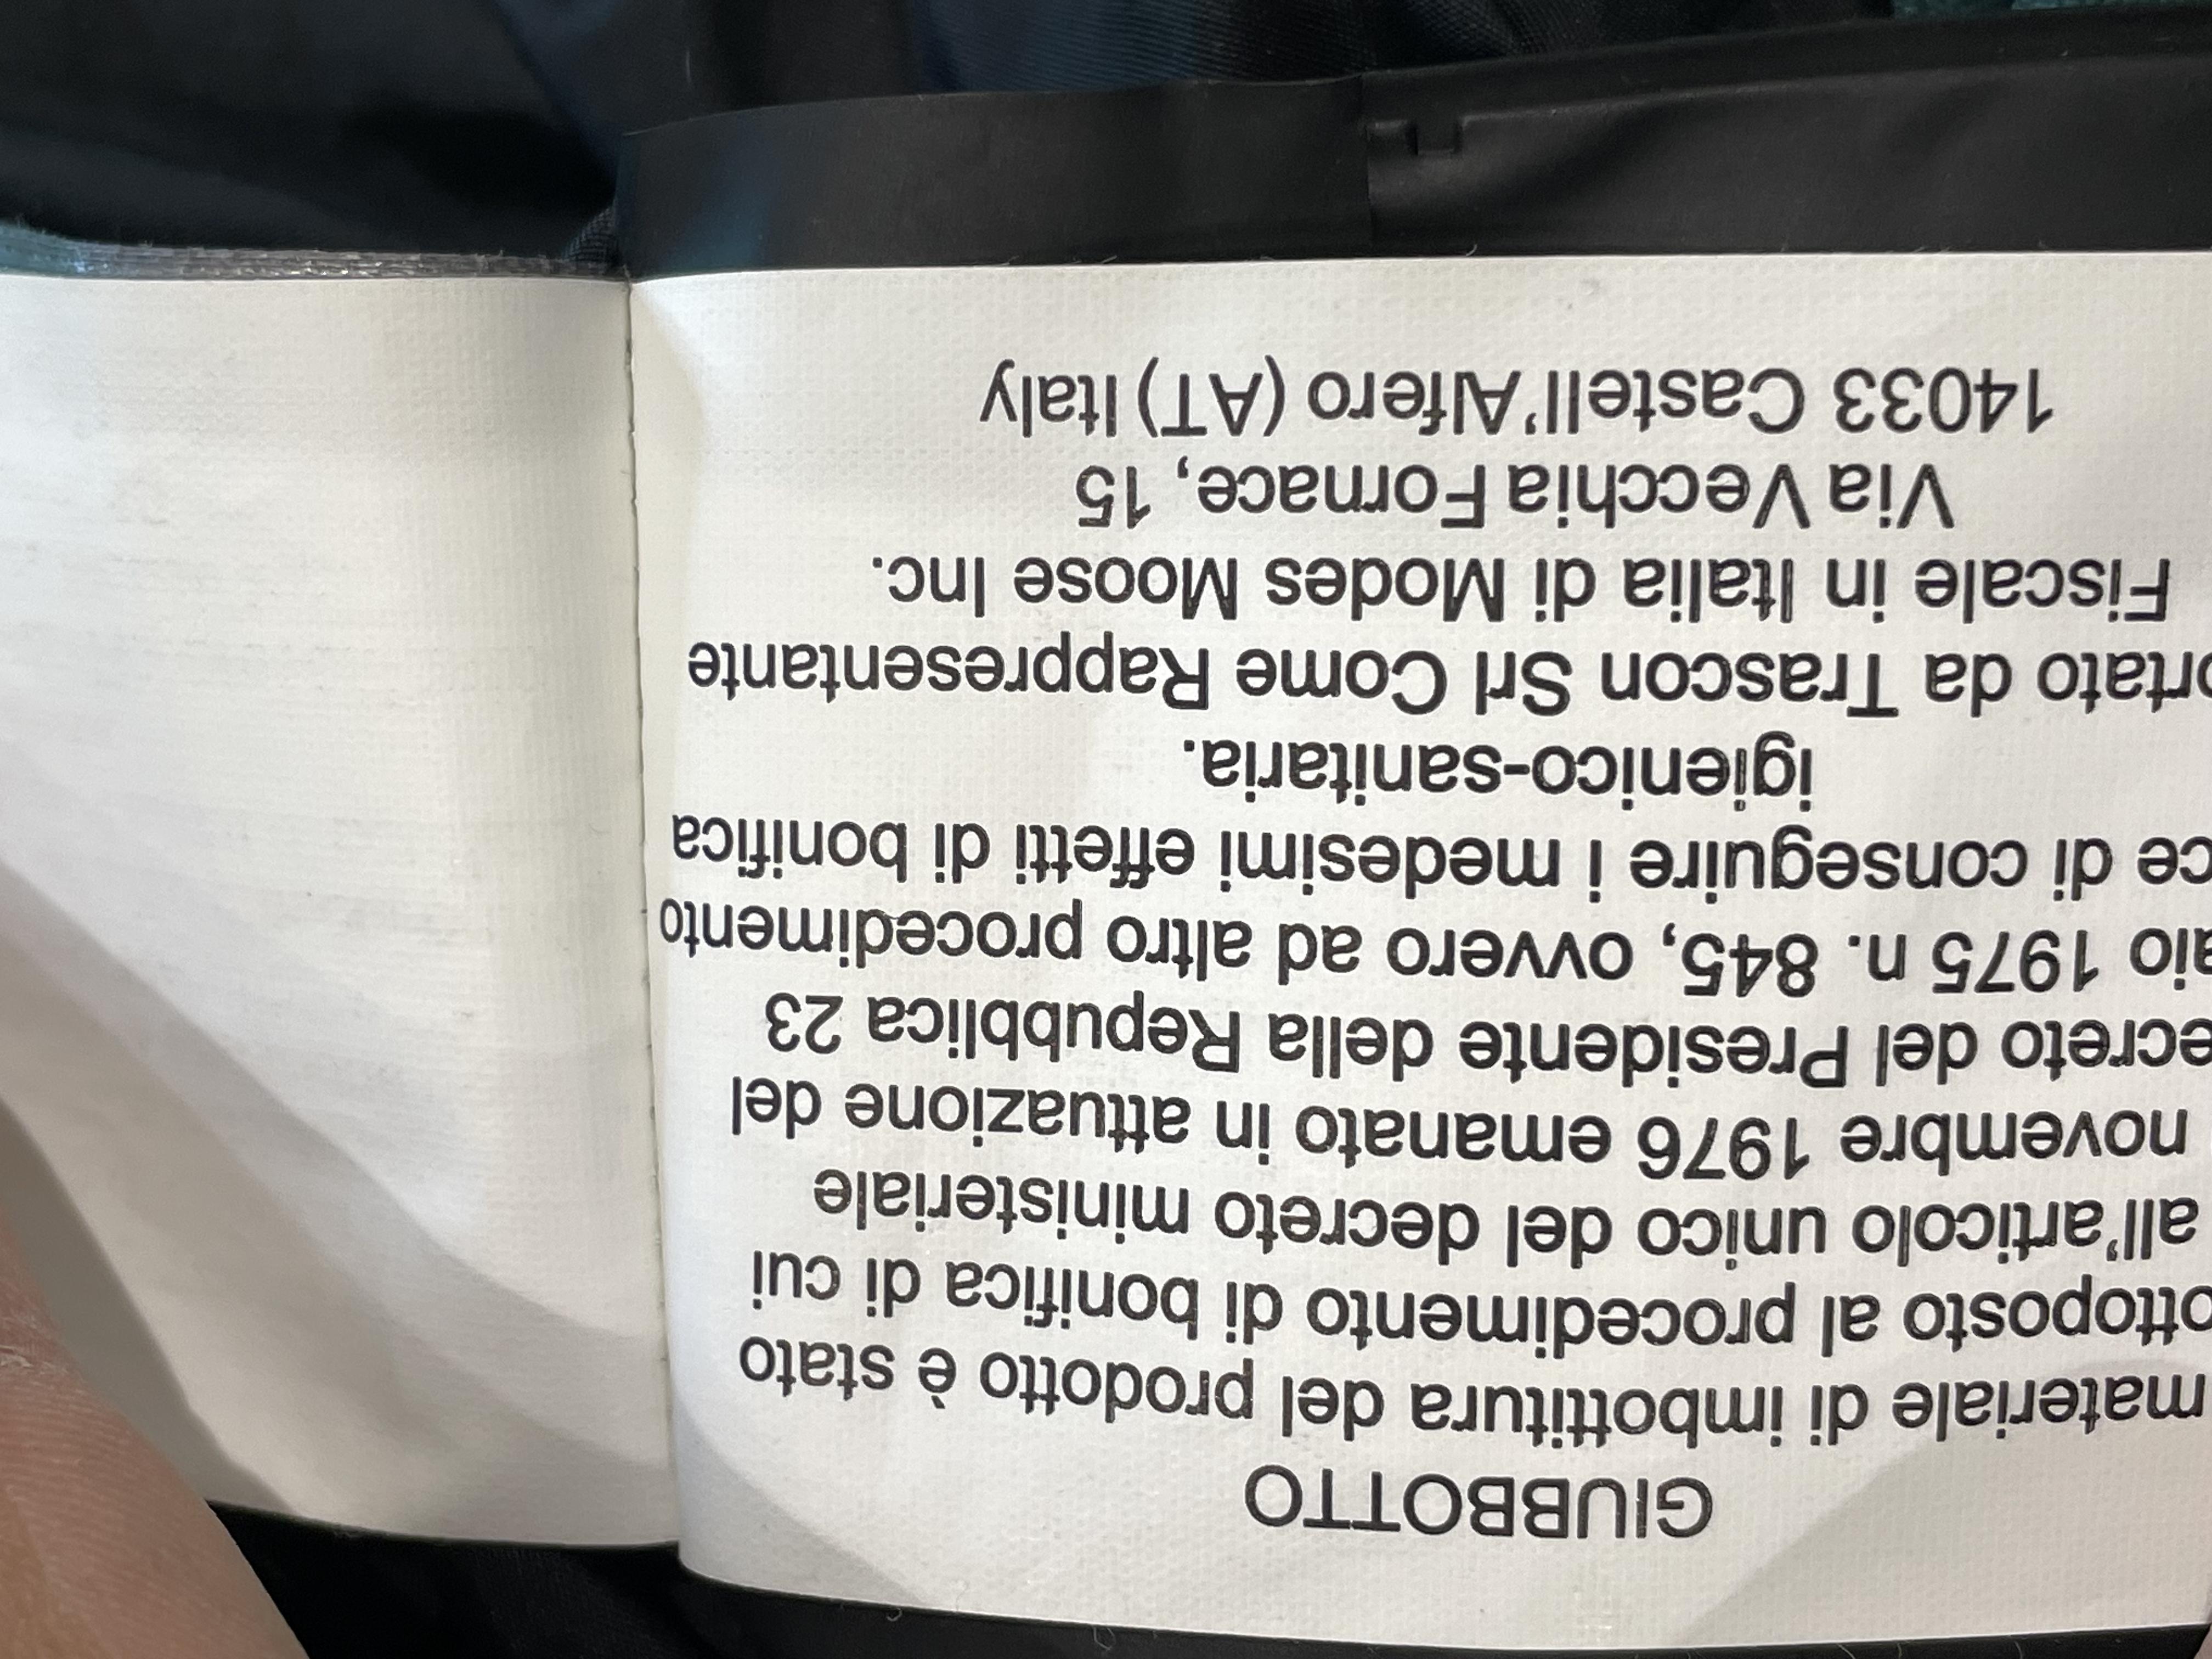 GIUBBOTTO
materiale di imbottitura del prodotto è stato
ottoposto al procedimento di bonifica di cui
all'articolo unico del decreto ministeriale
novembre 1976 emanato in attuazione del
ecreto del Presidente della Repubblica 23
aio 1975 n. 845, ovvero ad altro procedimento
ce di conseguire i medesimi effetti di bonifica
igienico-sanitaria.
ortato da Trascon Srl Come Rappresentante
Fiscale in Italia di Modes Moose Inc.
Via Vecchia Fornace, 15
14033 Castell'Alfero (AT) Italy